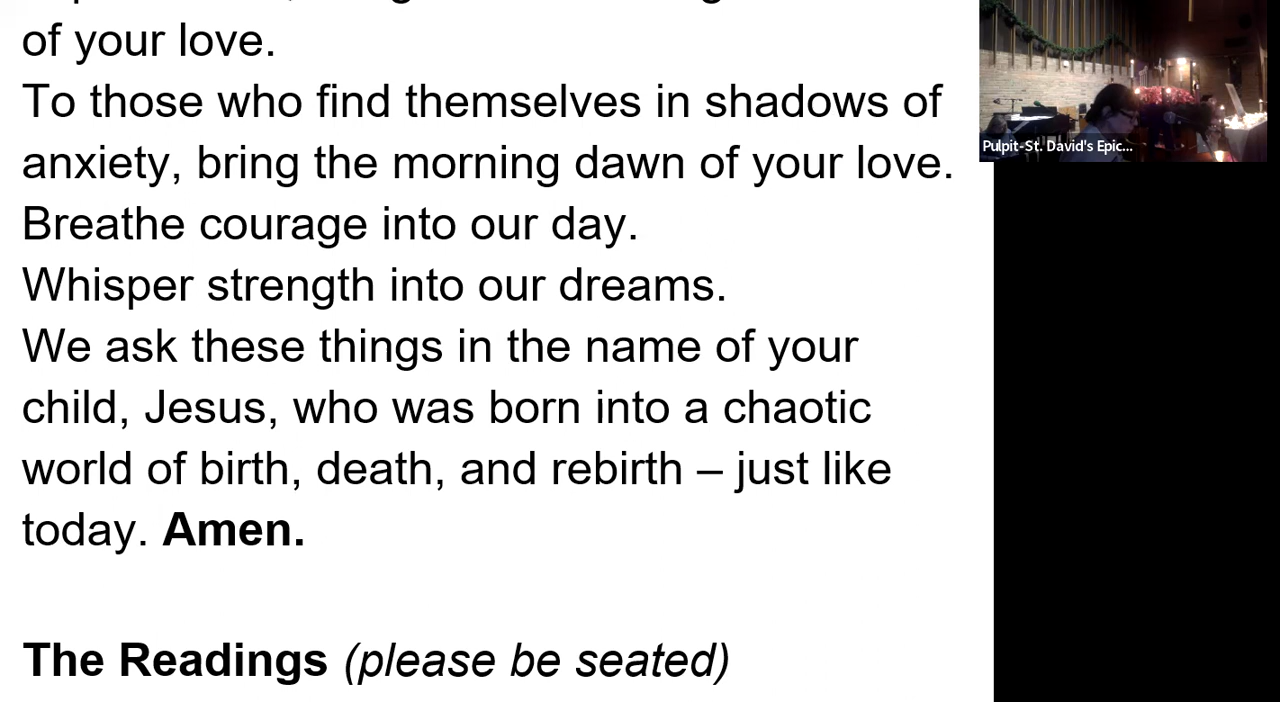 of your love.
To those who find themselves in shadows of
anxiety, bring the morning dawn of your love.
Breathe courage into our day.
Whisper strength into our dreams.
We ask these things in the name of your
child, Jesus, who was born into a chaotic
world of birth, death, and rebirth – just like
today. Amen.
The Readings (please be seated)
Pulpit-St. David's Epic...